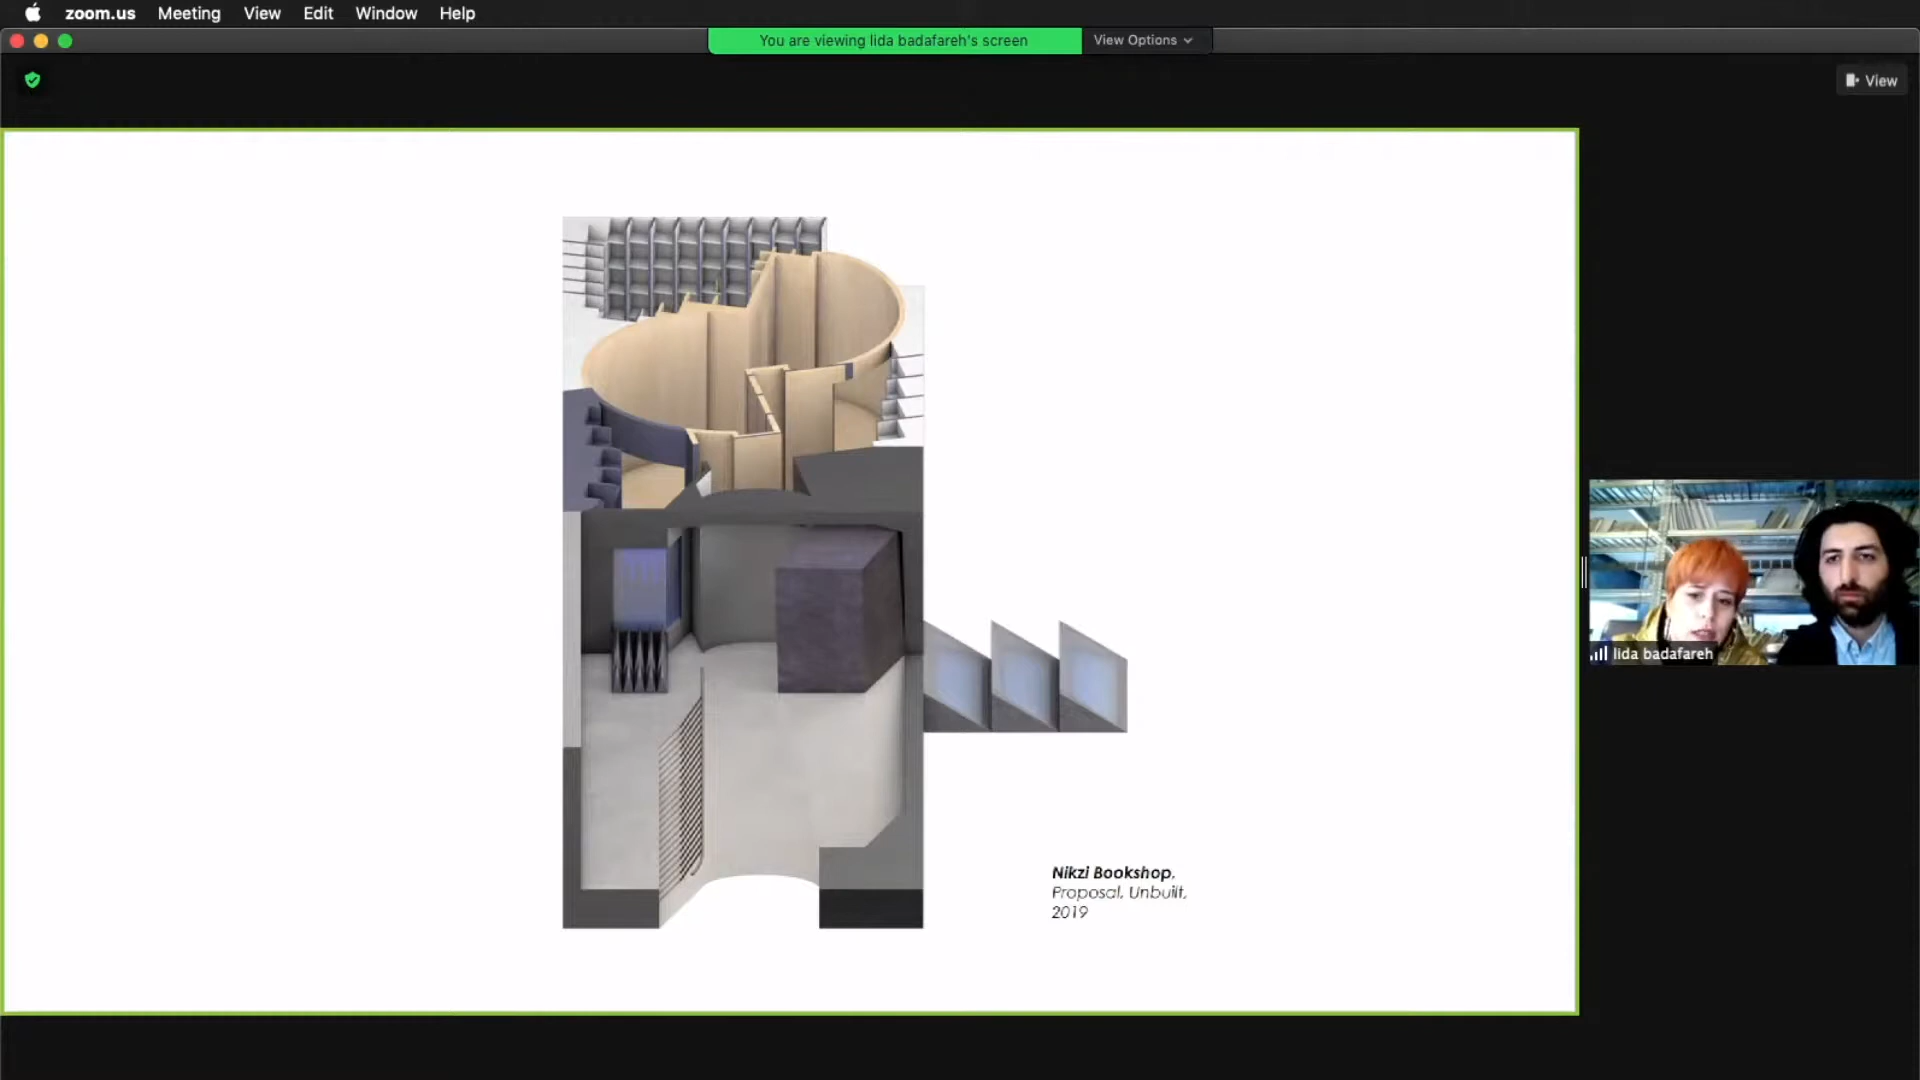 zoom.us Meeting View Edit Window Help
You are viewing lida badafareh's screen View Options
View
lida badafareh
Nikzi Bookshop,
Proposal, Unbuilt,
2019